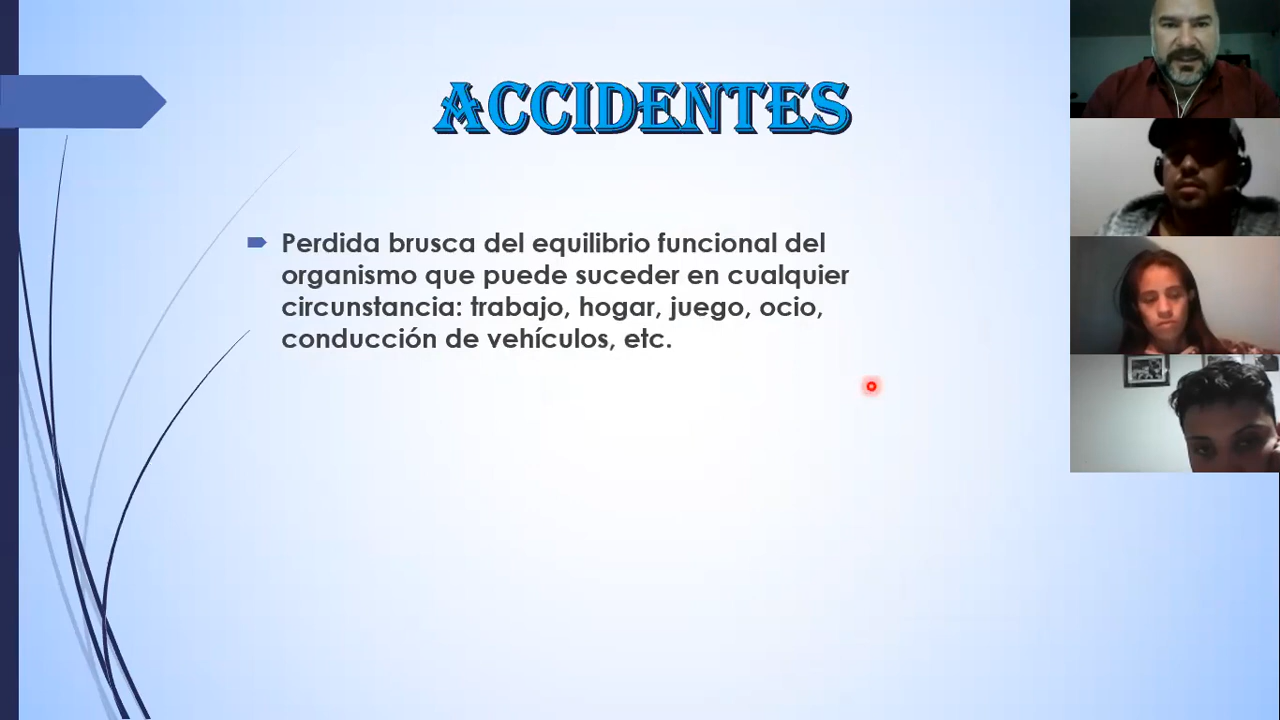 ACCIDENTES
Perdida brusca del equilibrio funcional del
organismo que puede suceder en cualquier
circunstancia: trabajo, hogar, juego, ocio,
conducción de vehículos, etc.